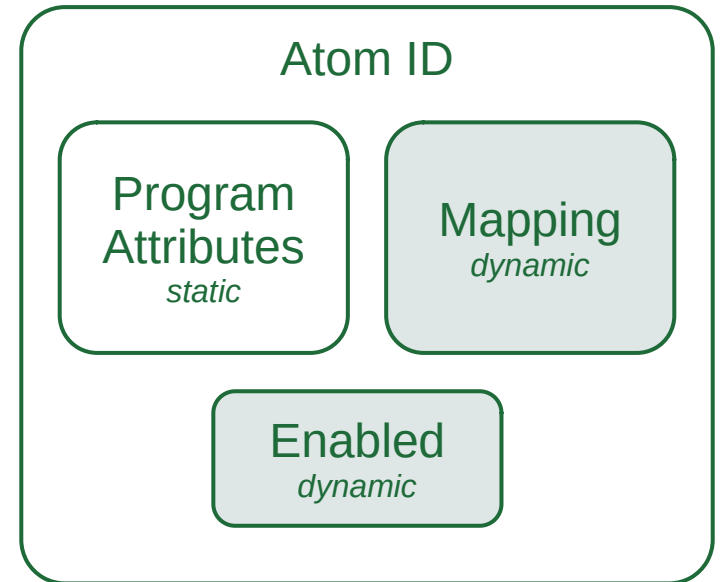 Atom ID
Program
Attributes
static
Mapping
dynamic
Enabled
dynamic